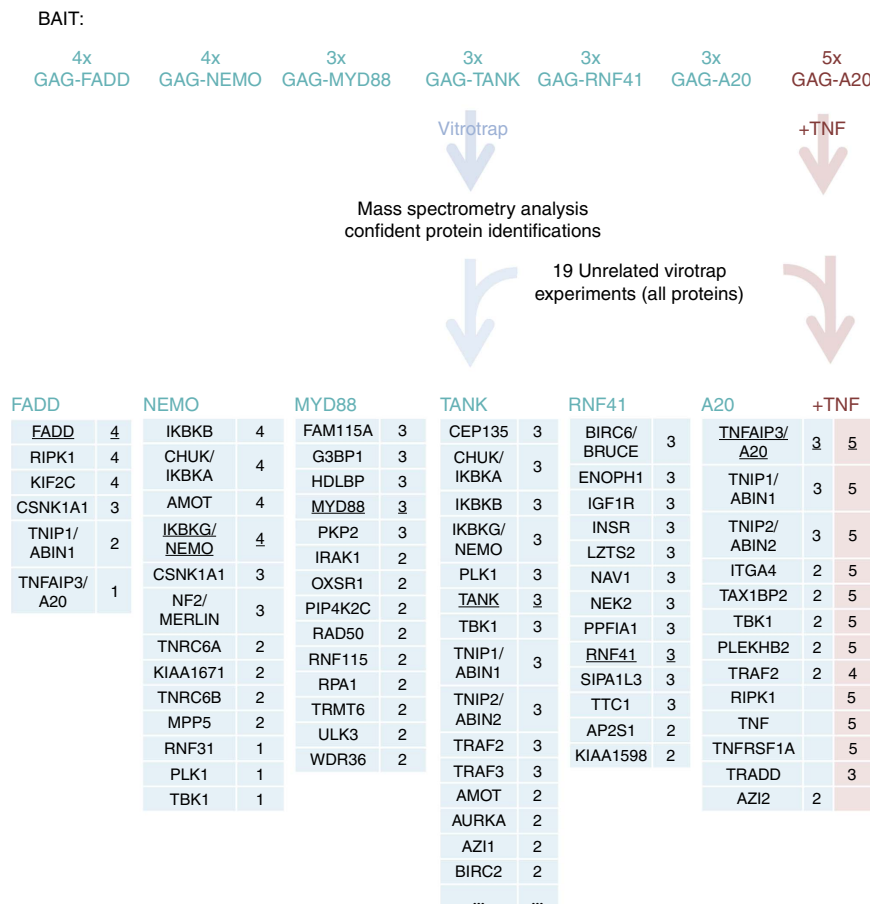 BAIT:
4x 4x 3x 3x 3x 3x 5x
GAG-FADD GAG-NEMO GAG-MYD88 GAG-TANK GAG-RNF41 GAG-A20 GAG-A20
Vitrotrap +TNF
Mass spectrometry analysis
confident protein identifications
19 Unrelated virotrap
experiments (all proteins)
FADD
FADD 4
RIPK1 4
KIF2C 4
CSNK1A1 3
TNIP1/
ABIN1 2
TNFAIP3/
A20 1
NEMO
IKBKB 4
CHUK/
IKBKA 4
AMOT 4
IKBKG/
NEMO 4
CSNK1A1 3
NF2/
MERLIN 3
TNRC6A 2
KIAA1671 2
TNRC6B 2
MPP5 2
RNF31 1
PLK1 1
TBK1 1
MYD88
FAM115A 3
G3BP1 3
HDLBP 3
MYD88 3
PKP2 3
IRAK1 2
OXSR1 2
PIP4K2C 2
RAD50 2
RNF115 2
RPA1 2
TRMT6 2
ULK3 2
WDR36 2
TANK
CEP135 3
CHUK/
IKBKA 3
IKBKB 3
IKBKG/
NEMO 3
PLK1 3
TANK 3
TBK1 3
TNIP1/
ABIN1 3
TNIP2/
ABIN2 3
TRAF2 3
TRAF3 3
AMOT 2
AURKA 2
AZI1 2
BIRC2 2
... ...
RNF41
BIRC6/
BRUCE 3
ENOPH1 3
IGF1R 3
INSR 3
LZTS2 3
NAV1 3
NEK2 3
PPFIA1 3
RNF41 3
SIPA1L3 3
TTC1 3
AP2S1 2
KIAA1598 2
A20 +TNF
TNFAIP3/
A20 3 5
TNIP1/
ABIN1 3 5
TNIP2/
ABIN2 3 5
ITGA4 2 5
TAX1BP2 2 5
TBK1 2 5
PLEKHB2 2 5
TRAF2 2 4
RIPK1 5
TNF 5
TNFRSF1A 5
TRADD 3
AZI2 2